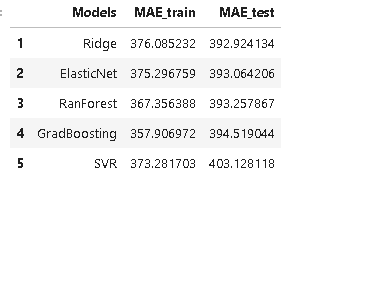 Models MAE_train MAE_test
1 Ridge 376.085232 392.924134
2 ElasticNet 375.296759 393.064206
3 RanForest 367.356388 393.257867
4 GradBoosting 357.906972 394.519044
5 SVR 373.281703 403.128118